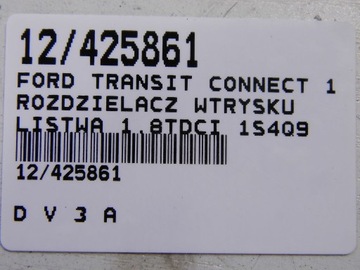 12/425861
FORD TRANSIT CONNECT 1
ROZDZIELACZ WTRYSKU
LISTWA 1.8TDCI 1S4Q9
12/425861
D V 3 A